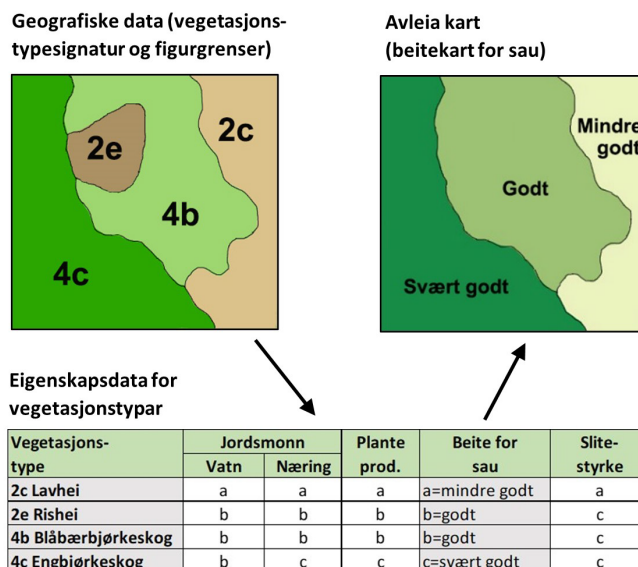 Geografiske data (vegetasjons-
typesignatur og figurgrenser)
Avleia kart
(beitekart for sau)
2e
2c
4b
4c
Mindre
godt
Godt
Svært godt
Eigenskapsdata for
vegetasjonstypar
Vegetasjons- Jordsmonn Plante Beite for Slite-
type Vatn Næring prod. sau styrke
2c Lavhei a a a a=mindre godt a
2e Rishei b b b b=godt c
4b Blåbærbjørkeskog b b b b=godt c
4c Engbjørkeskog b c c c=svært godt c